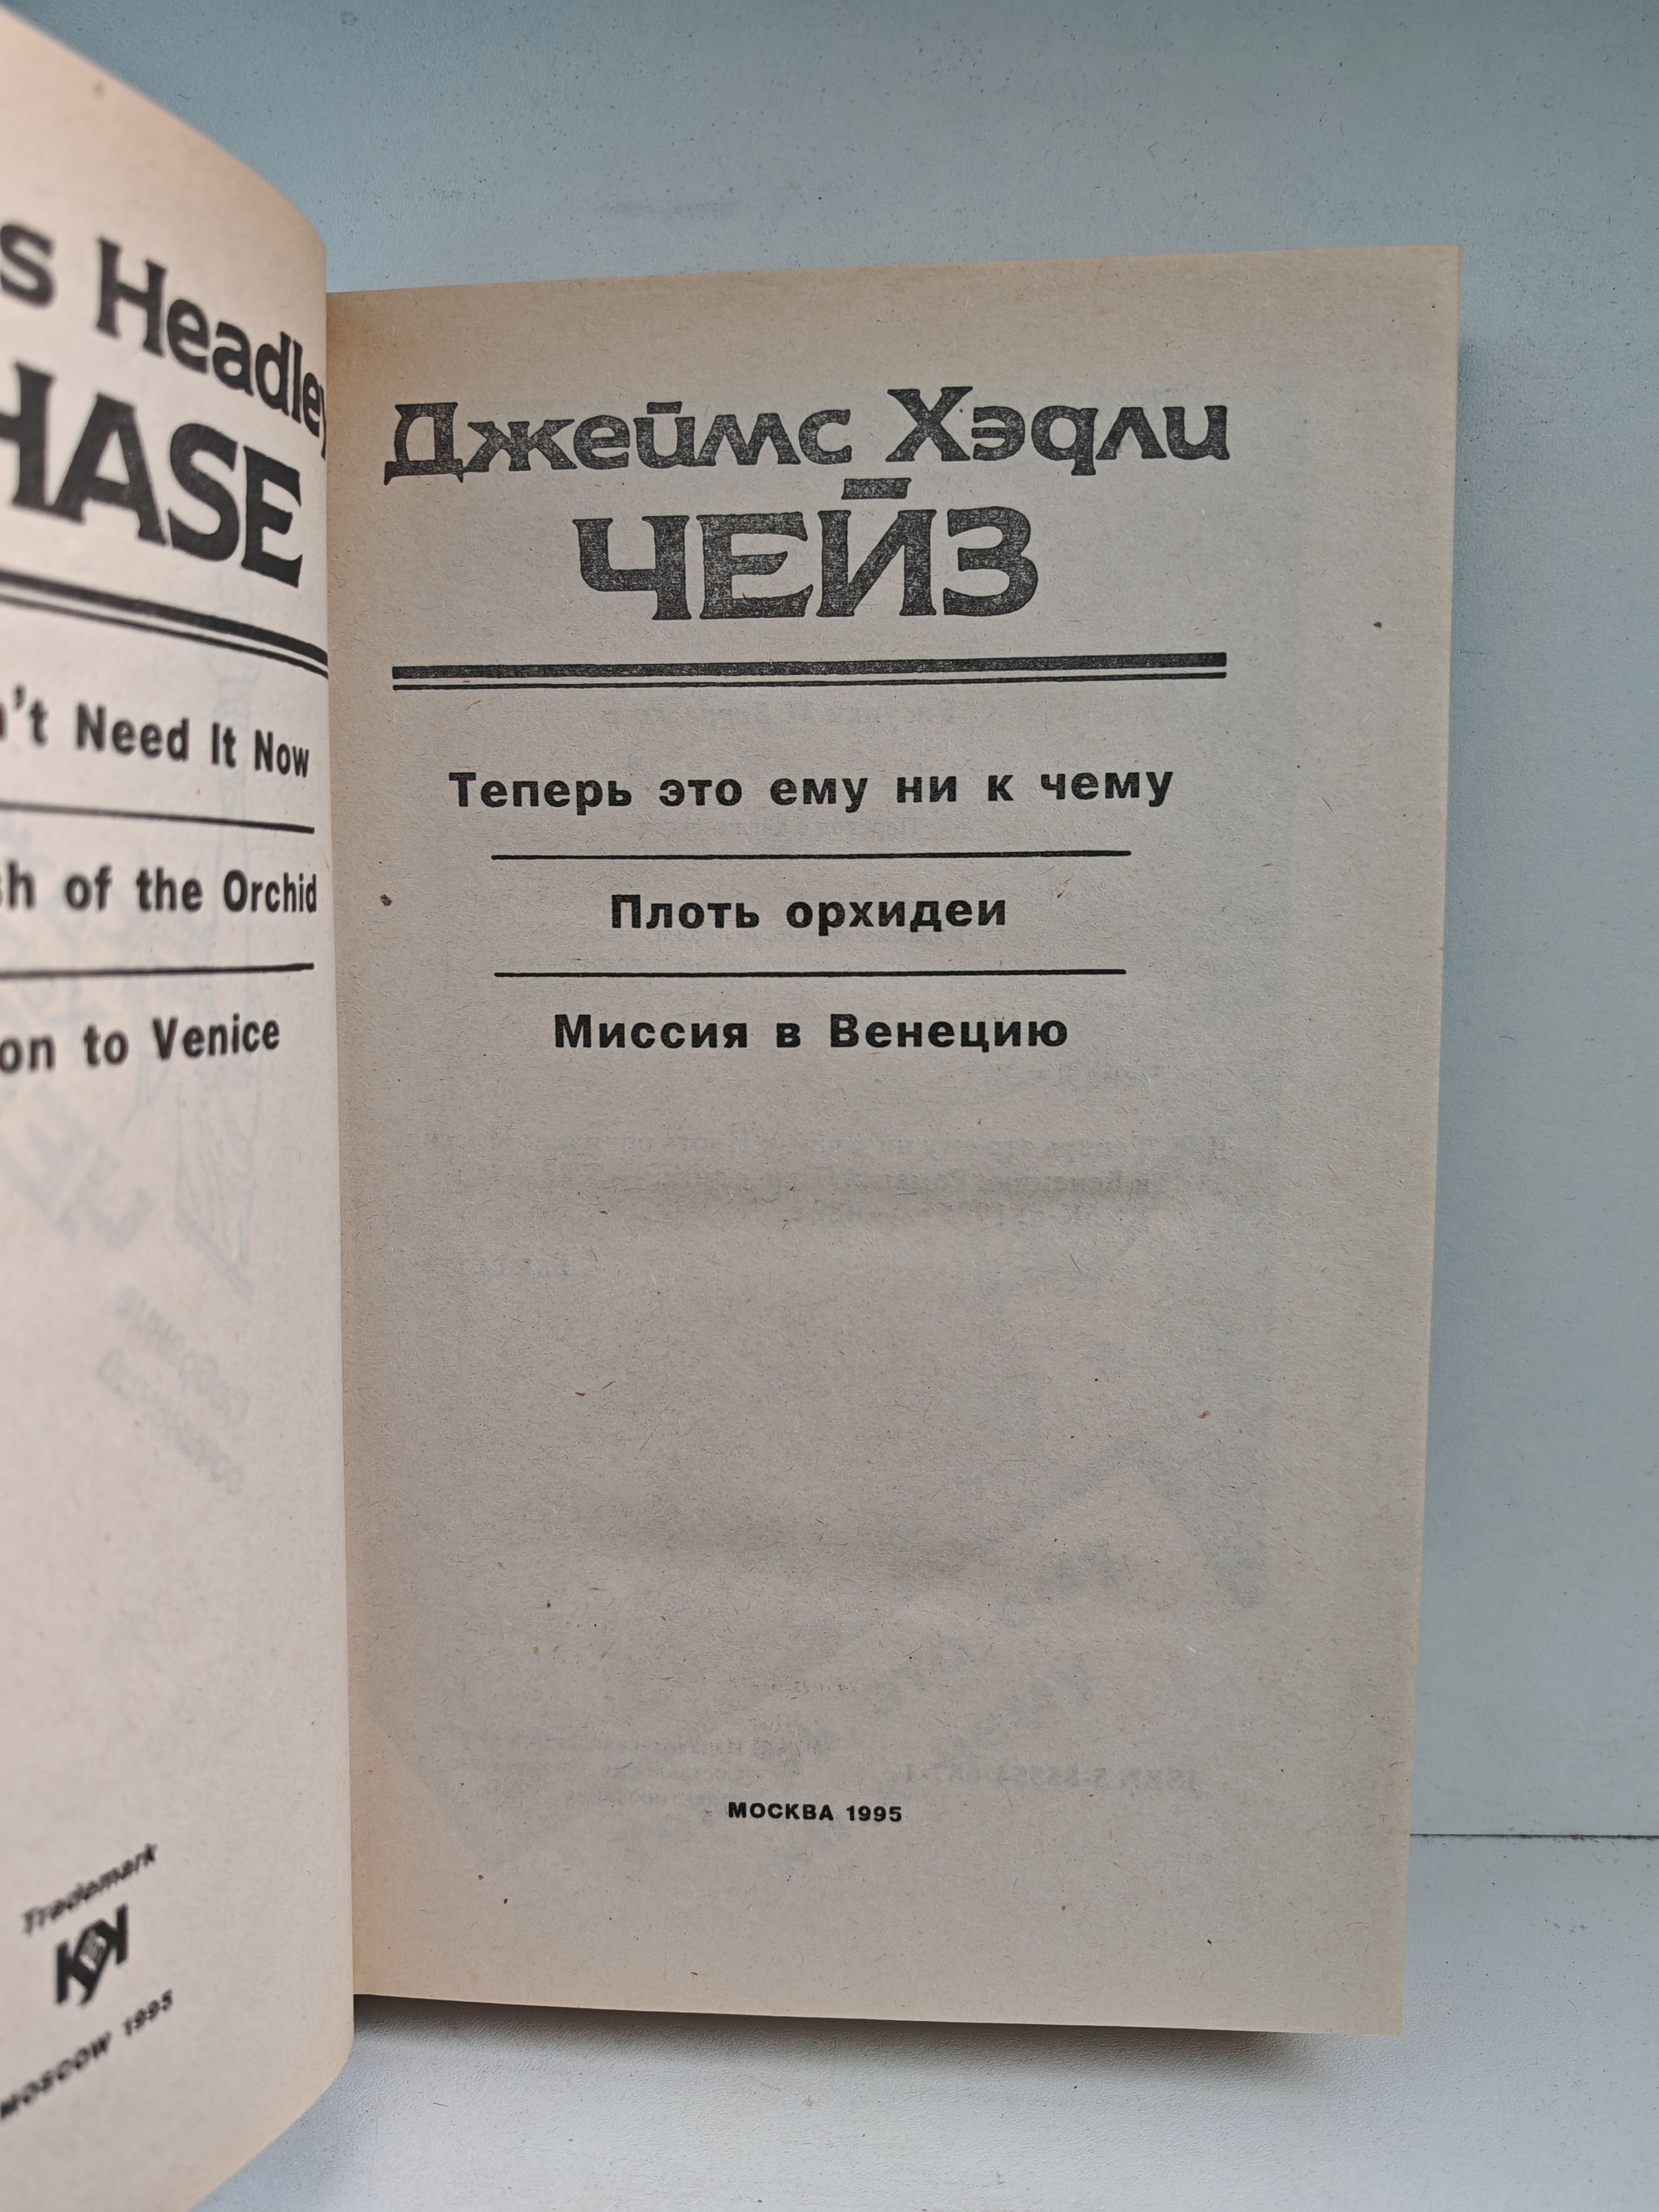 Headley
HASE
Need It Now
of the Orchid
to Venice
Trademark
MOSCOW 1995
Джеймс Хэдли
ЧЕЙЗ
Теперь это ему ни к чему
Плоть орхидеи
Миссия в Венецию
МОСКВА 1995